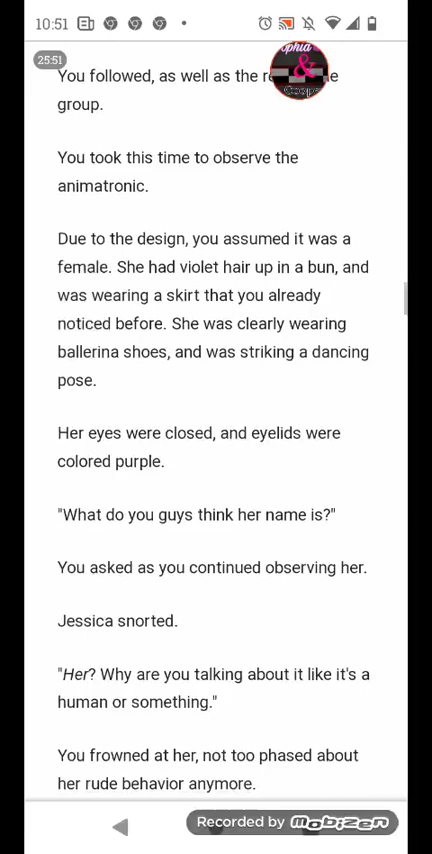 10:51
25:51
You followed, as well as the re e
group.
You took this time to observe the
animatronic.
Due to the design, you assumed it was a
female. She had violet hair up in a bun, and
was wearing a skirt that you already
noticed before. She was clearly wearing
ballerina shoes, and was striking a dancing
pose.
Her eyes were closed, and eyelids were
colored purple.
"What do you guys think her name is?"
You asked as you continued observing her.
Jessica snorted.
"Her? Why are you talking about it like it's a
human or something."
You frowned at her, not too phased about
her rude behavior anymore.
Recorded by mobizen